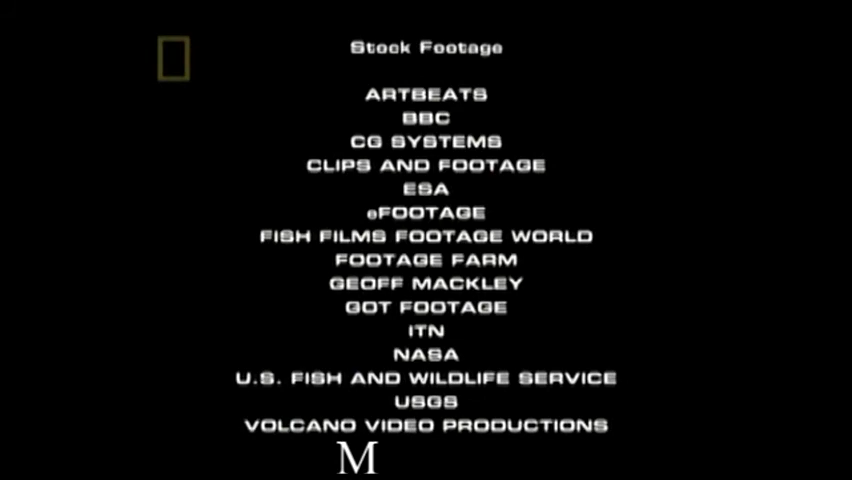 Stock Footage
ARTBEATS
BBC
CG SYSTEMS
CLIPS AND FOOTAGE
ESA
eFOOTAGE
FISH FILMS FOOTAGE WORLD
FOOTAGE FARM
GEOFF MACKLEY
GOT FOOTAGE
ITN
NASA
U.S. FISH AND WILDLIFE SERVICE
USGS
VOLCANO VIDEO PRODUCTIONS
M